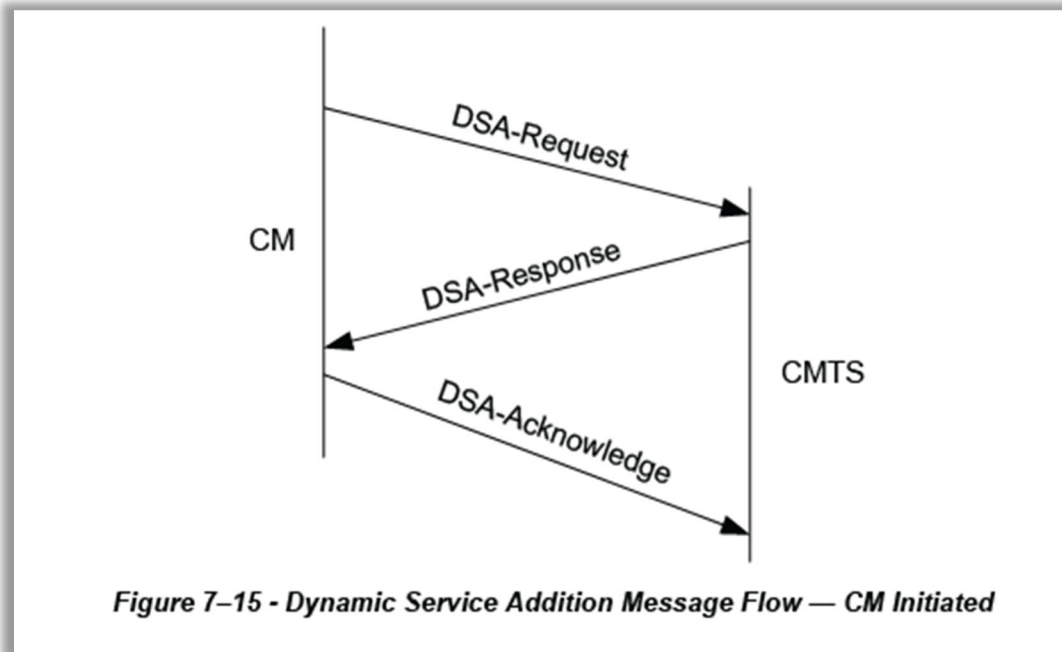 DSA-Request
CM
DSA-Response
CMTS
DSA-Acknowledge
Figure 7–15 - Dynamic Service Addition Message Flow — CM Initiated